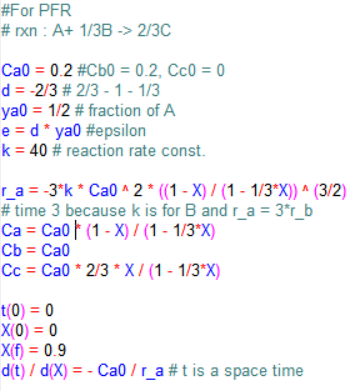 #For PFR
# rxn : A+ 1/3B -> 2/3C
Ca0 = 0.2 #Cb0 = 0.2, Cc0 = 0
d = -2/3 # 2/3 - 1 - 1/3
ya0 = 1/2 # fraction of A
e = d * ya0 #epsilon
k = 40 # reaction rate const.
r_a = -3*k * Ca0 ^ 2 * ((1 - X) / (1 - 1/3*X)) ^ (3/2)
# time 3 because k is for B and r_a = 3*r_b
Ca = Ca0 * (1 - X) / (1 - 1/3*X)
Cb = Ca0
Cc = Ca0 * 2/3 * X / (1 - 1/3*X)
t(0) = 0
X(0) = 0
X(f) = 0.9
d(t) / d(X) = - Ca0 / r_a # t is a space time